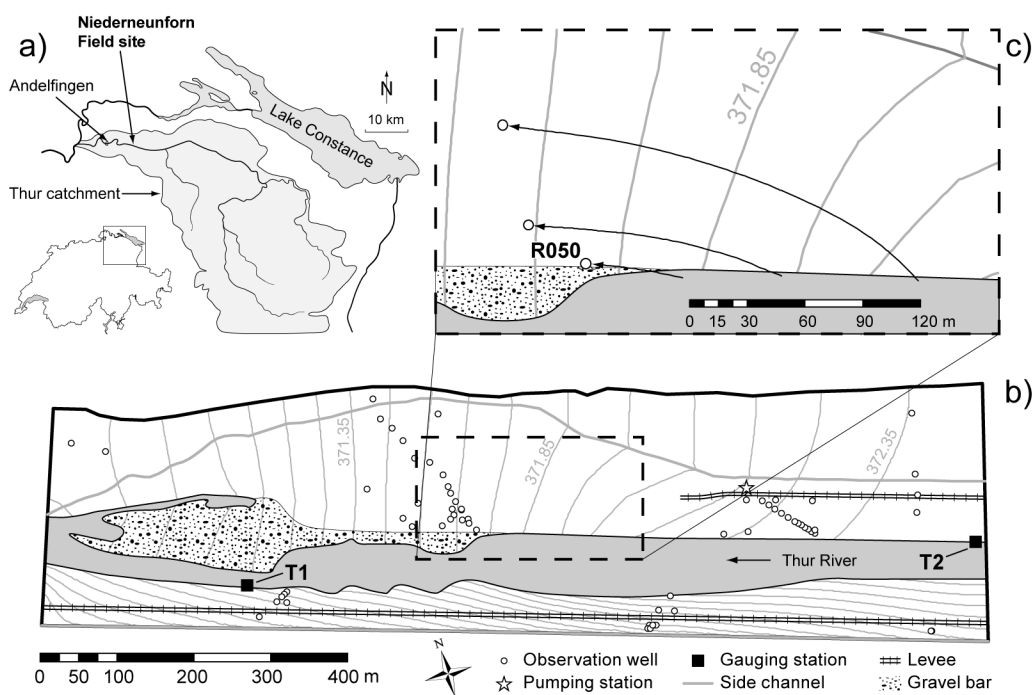 a)
Niederneunforn
Field site
Andelfingen
N
10 km
Lake Constance
Thur catchment
c)
371.85
R050
0 15 30 60 90 120 m
b)
371.35
371.85
372.35
Thur River
T2
T1
0 50 100 200 300 400 m
N
Observation well
Gauging station
Levee
Pumping station
Side channel
Gravel bar